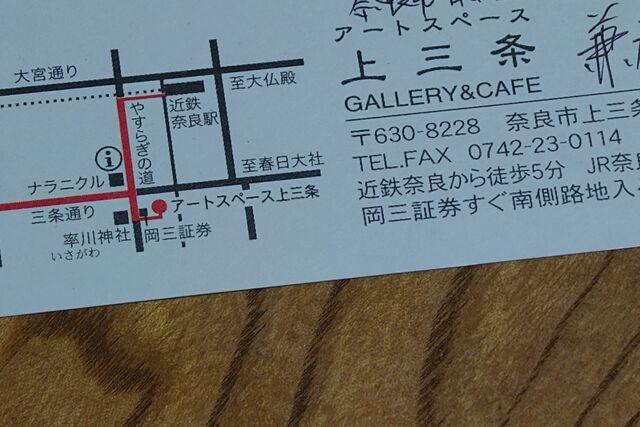 アートスペース
上三条
GALLERY&CAFE
〒630-8228 奈良市上三条
TEL.FAX 0742-23-0114
近鉄奈良から徒歩5分 JR奈
岡三証券すぐ南側路地入
大宮通り
至大仏殿
近鉄
奈良駅
やすらぎの道
i
至春日大社
ナラニクル
三条通り
アートスペース上三条
率川神社
いさがわ
岡三証券